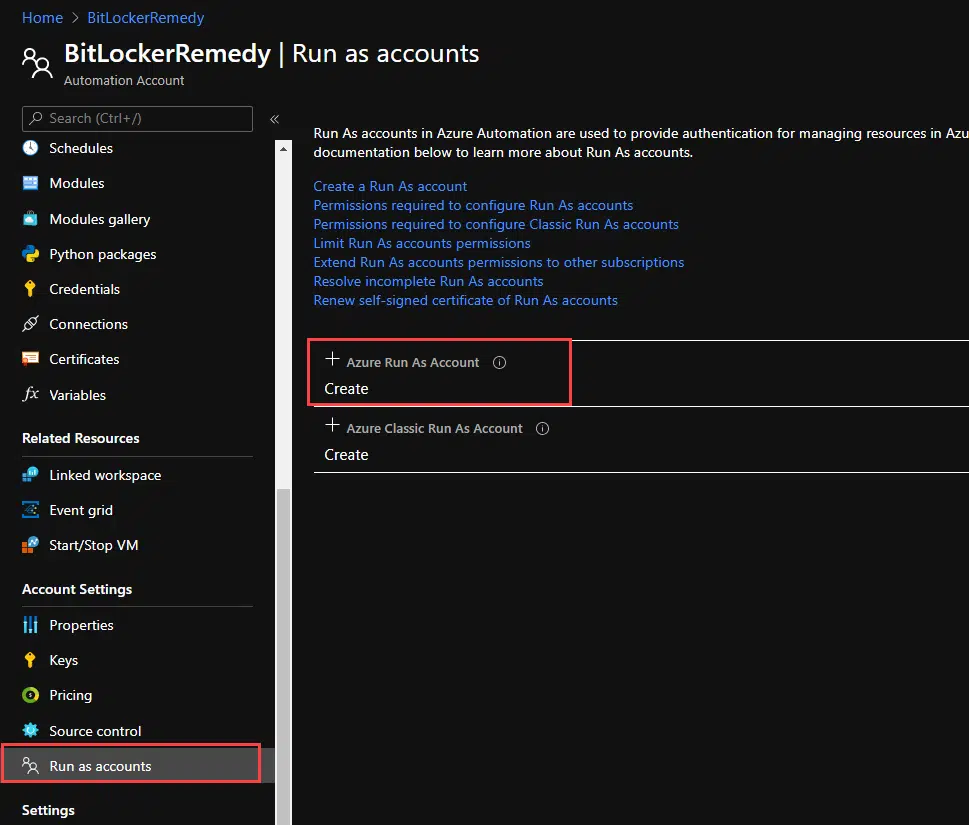 Home > BitLockerRemedy
BitLockerRemedy | Run as accounts
Automation Account
Search (Ctrl+/)
«
Schedules
Modules
Modules gallery
Python packages
Credentials
Connections
Certificates
Variables
Related Resources
Linked workspace
Event grid
Start/Stop VM
Account Settings
Properties
Keys
Pricing
Source control
Run as accounts
Settings
Run As accounts in Azure Automation are used to provide authentication for managing resources in Azu
documentation below to learn more about Run As accounts.
Create a Run As account
Permissions required to configure Run As accounts
Permissions required to configure Classic Run As accounts
Limit Run As accounts permissions
Extend Run As accounts permissions to other subscriptions
Resolve incomplete Run As accounts
Renew self-signed certificate of Run As accounts
+ Azure Run As Account
Create
+ Azure Classic Run As Account
Create